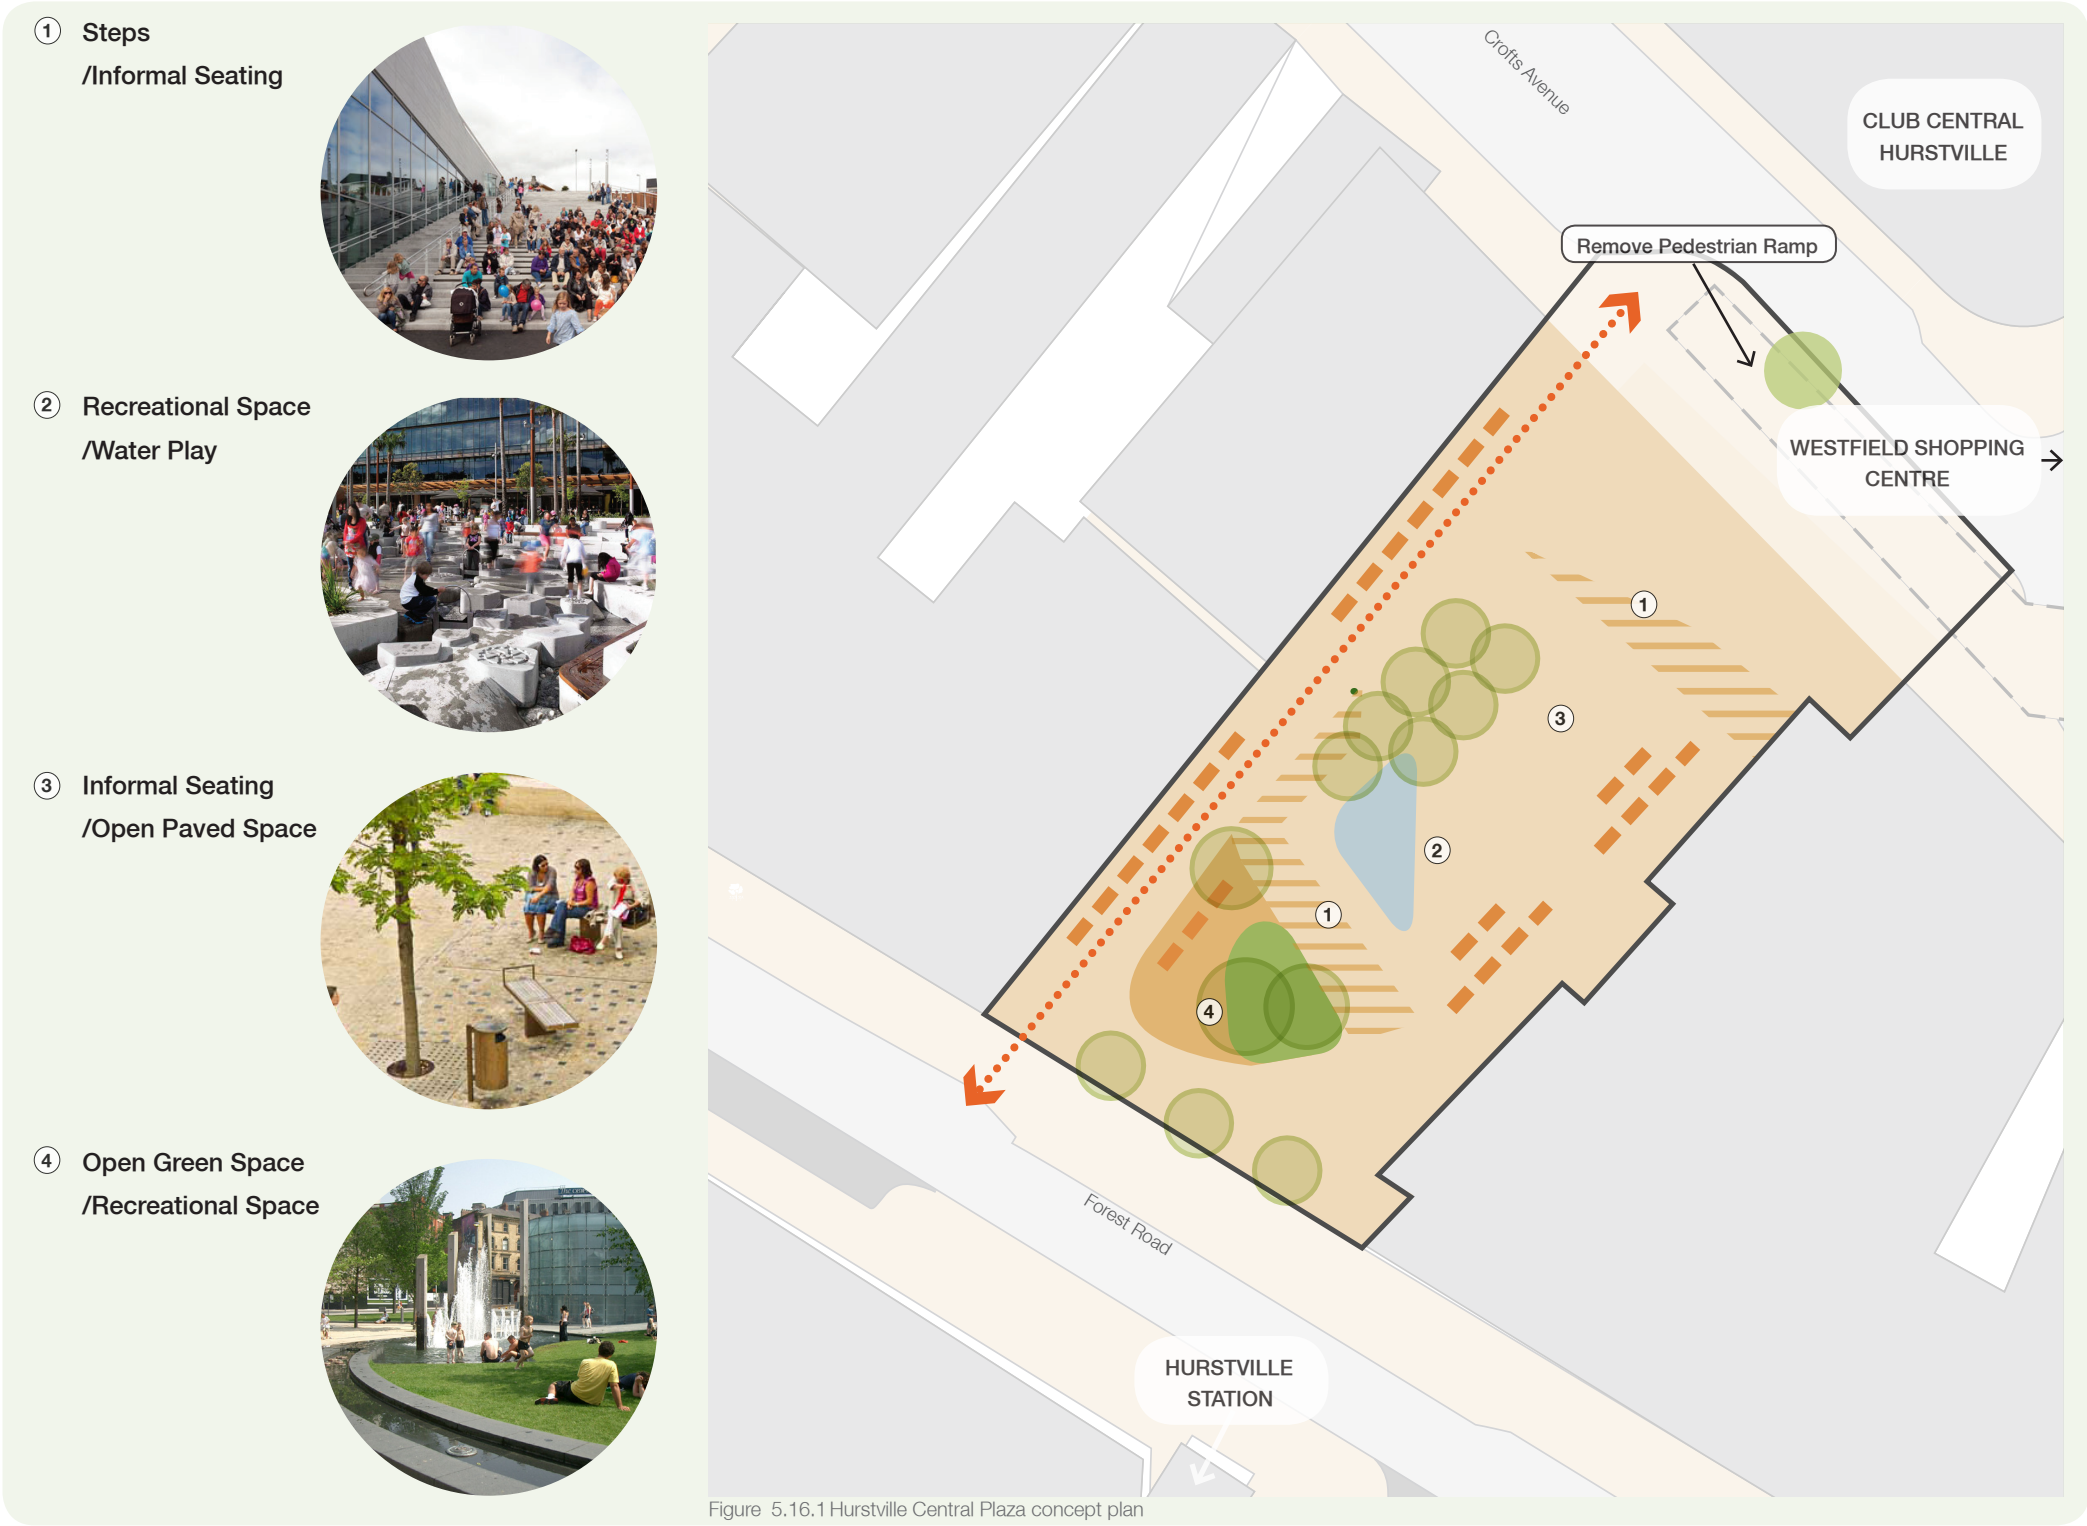 1 Steps
/Informal Seating
2 Recreational Space
/Water Play
3 Informal Seating
/Open Paved Space
4 Open Green Space
/Recreational Space
Crofts Avenue
CLUB CENTRAL
HURSTVILLE
Remove Pedestrian Ramp
WESTFIELD SHOPPING
CENTRE
1
3
2
1
4
Forest Road
HURSTVILLE
STATION
Figure 5.16.1 Hurstville Central Plaza concept plan